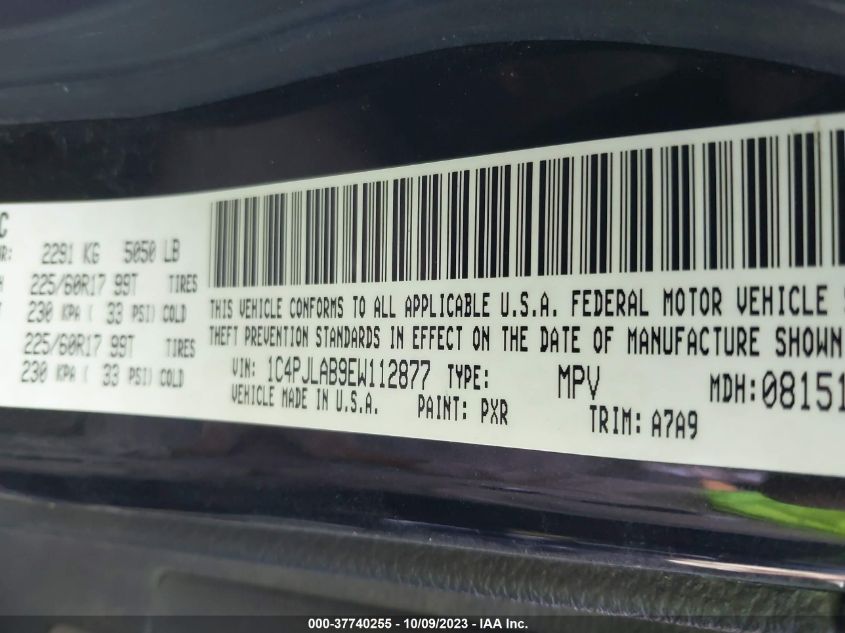 C
R: 2291 KG 5050 LB
225/60R17 99T TIRES
230 KPA ( 33 PSI) COLD
225/60R17 99T TIRES
230 KPA ( 33 PSI) COLD
THIS VEHICLE CONFORMS TO ALL APPLICABLE U.S.A. FEDERAL MOTOR VEHICLE
THEFT PREVENTION STANDARDS IN EFFECT ON THE DATE OF MANUFACTURE SHOWN
VIN: 1C4PJLAB9EW112877 TYPE: MPV MDH: 08151
VEHICLE MADE IN U.S.A. PAINT: PXR TRIM: A7A9
000-37740255 - 10/09/2023 - IAA Inc.